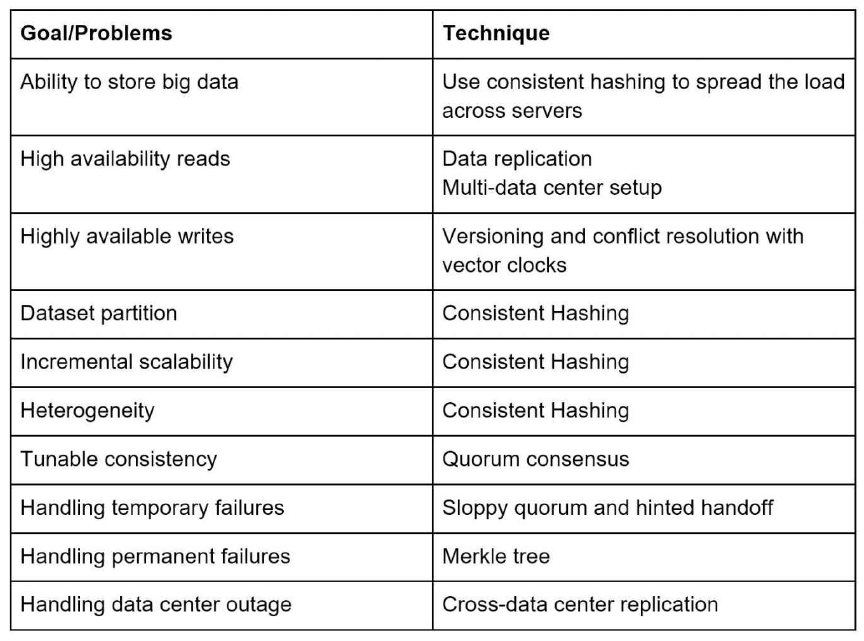 Goal/Problems
Technique
Ability to store big data
Use consistent hashing to spread the load
across servers
High availability reads
Data replication
Multi-data center setup
Highly available writes
Versioning and conflict resolution with
vector clocks
Dataset partition
Consistent Hashing
Incremental scalability
Consistent Hashing
Heterogeneity
Consistent Hashing
Tunable consistency
Quorum consensus
Handling temporary failures
Sloppy quorum and hinted handoff
Handling permanent failures
Merkle tree
Handling data center outage
Cross-data center replication